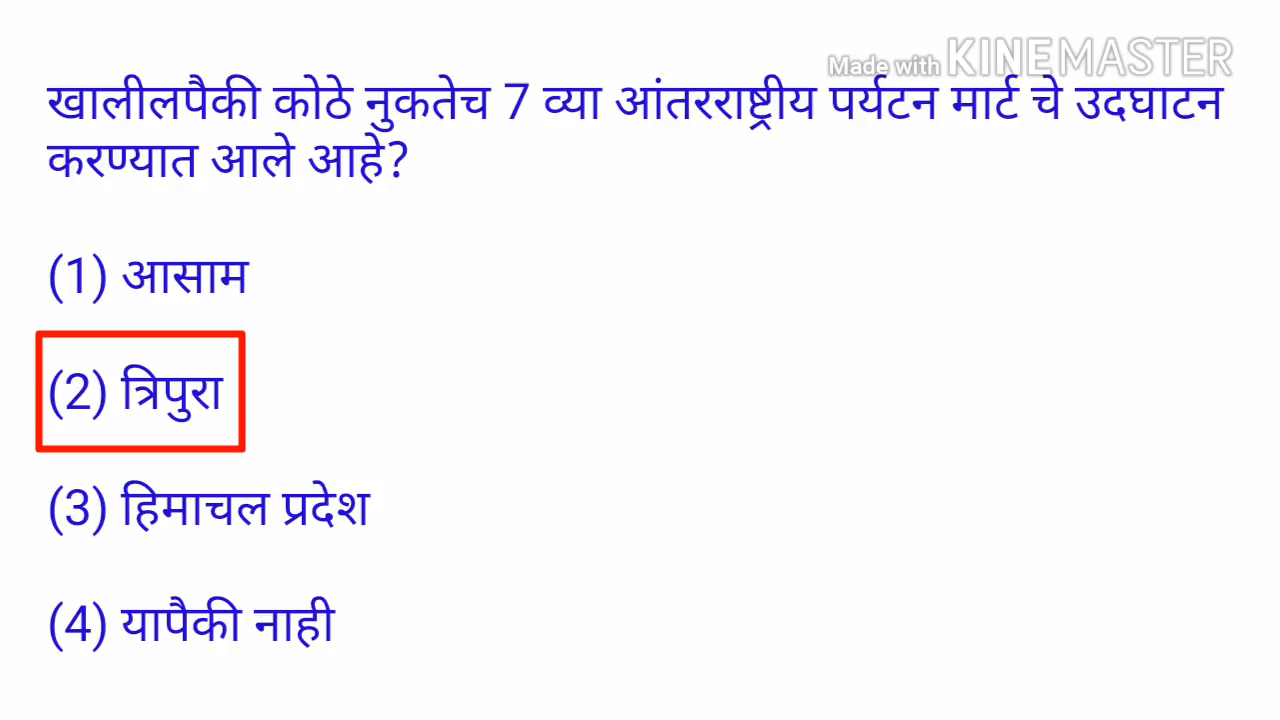 Made with KINEMASTER
खालीलपैकी कोठे नुकतेच 7 व्या आंतरराष्ट्रीय पर्यटन मार्ट चे उदघाटन
करण्यात आले आहे?
(1) आसाम
(2) त्रिपुरा
(3) हिमाचल प्रदेश
(4) यापैकी नाही